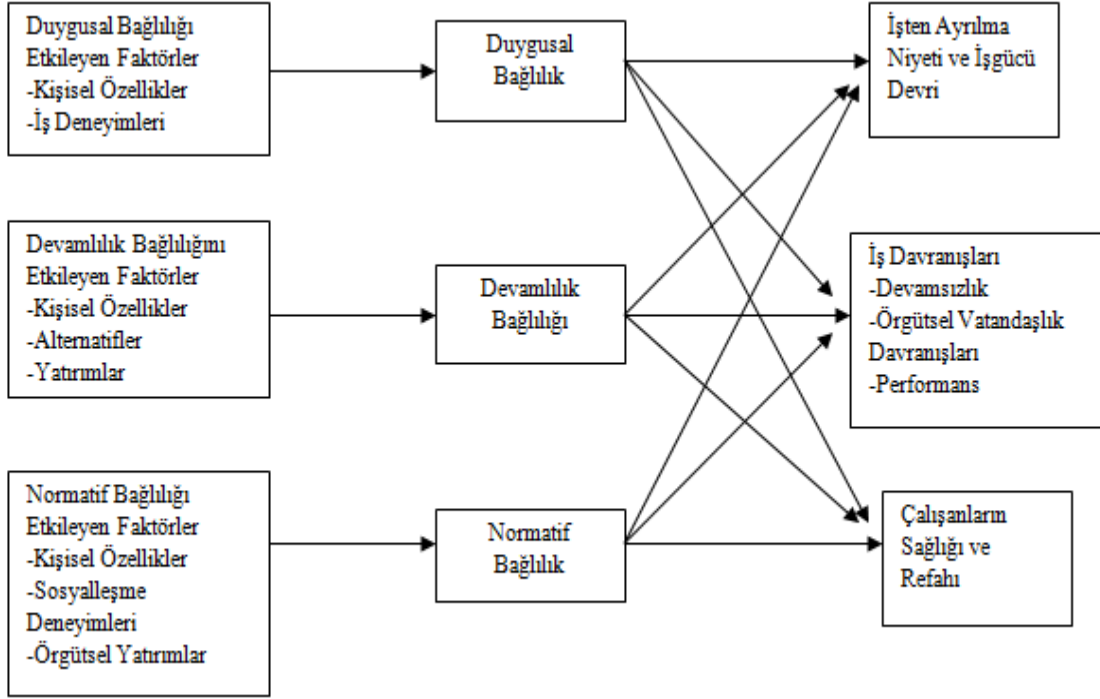 Duygusal Bağlılığı
Etkileyen Faktörler
-Kişisel Özellikler
-İş Deneyimleri
Duygusal
Bağlılık
İşten Ayrılma
Niyeti ve İşgücü
Devri
Devamlılık Bağlılığını
Etkileyen Faktörler
-Kişisel Özellikler
-Alternatifler
-Yatırımlar
Devamlılık
Bağlılığı
İş Davranışları
-Devamsızlık
-Örgütsel Vatandaşlık
Davranışları
-Performans
Normatif Bağlılığı
Etkileyen Faktörler
-Kişisel Özellikler
-Sosyalleşme
Deneyimleri
-Örgütsel Yatırımlar
Normatif
Bağlılık
Çalışanların
Sağlığı ve
Refahı